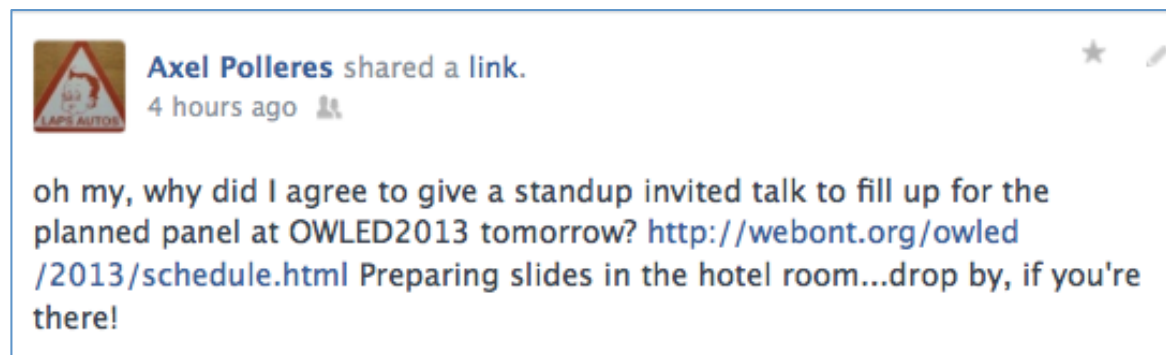 Axel Polleres shared a link.
4 hours ago
LAPS AUTOS
oh my, why did I agree to give a standup invited talk to fill up for the
planned panel at OWLED2013 tomorrow? http://webont.org/owled
/2013/schedule.html Preparing slides in the hotel room...drop by, if you're
there!